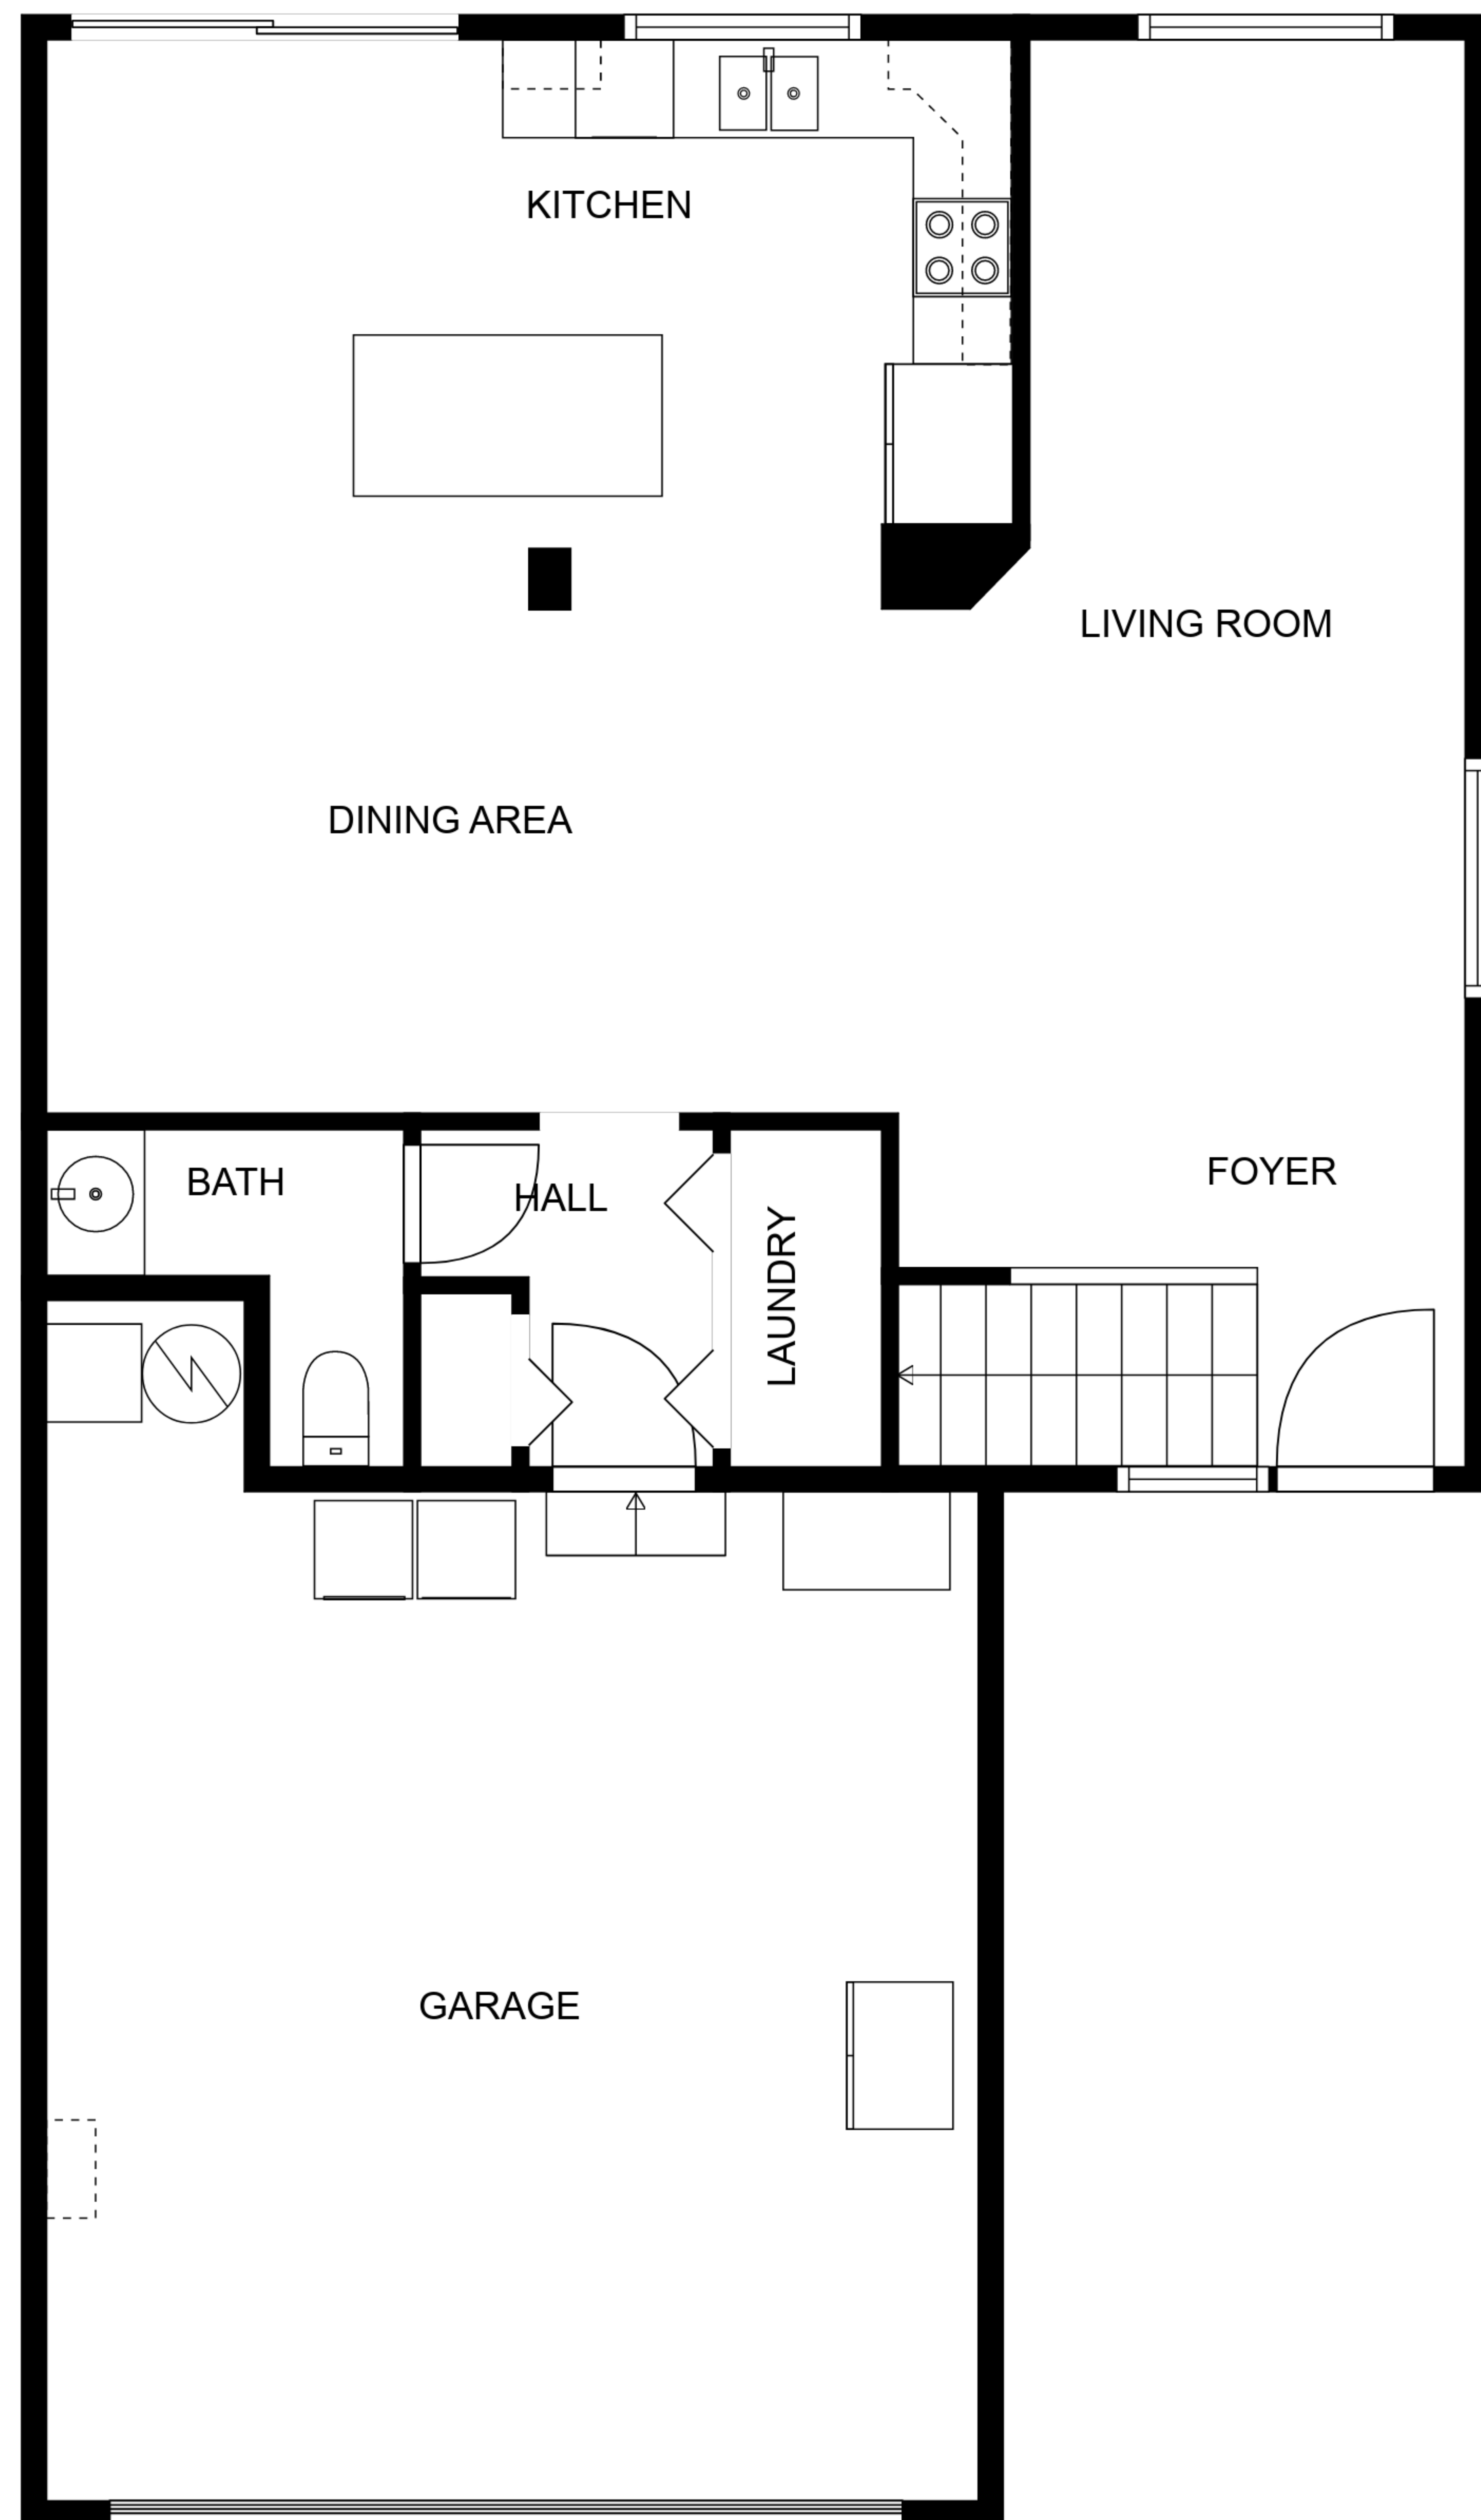 KITCHEN
LIVING ROOM
DINING AREA
FOYER
BATH
HALL
LAUNDRY
GARAGE